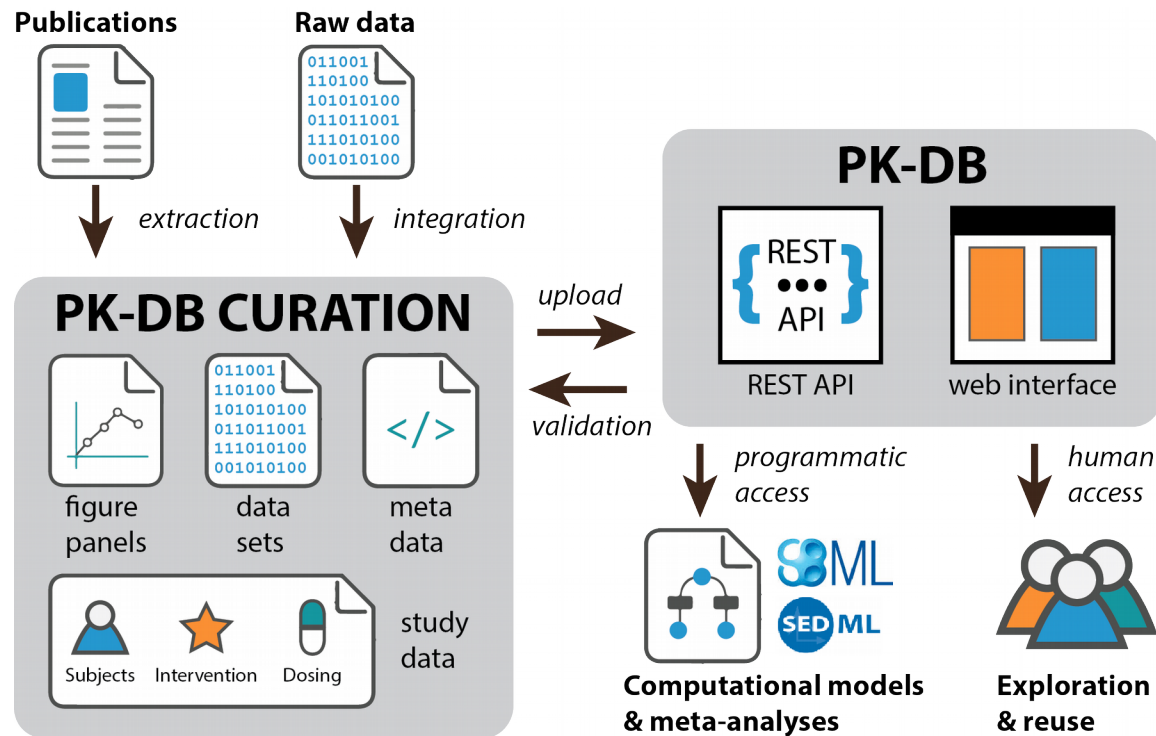 Publications
Raw data
011001
110100
101010100
011011001
111010100
001010100
extraction
integration
PK-DB CURATION
011001
110100
101010100
011011001
111010100
001010100
</>
figure
panels
data
sets
meta
data
Subjects
Intervention
Dosing
study
data
upload
validation
PK-DB
{ REST
•••
API }
REST API
web interface
programmatic
access
human
access
SBML
SED ML
Computational models
& meta-analyses
Exploration
& reuse